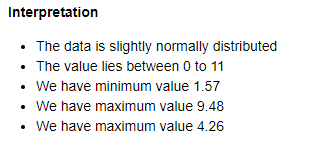 Interpretation
• The data is slightly normally distributed
• The value lies between 0 to 11
• We have minimum value 1.57
• We have maximum value 9.48
• We have maximum value 4.26